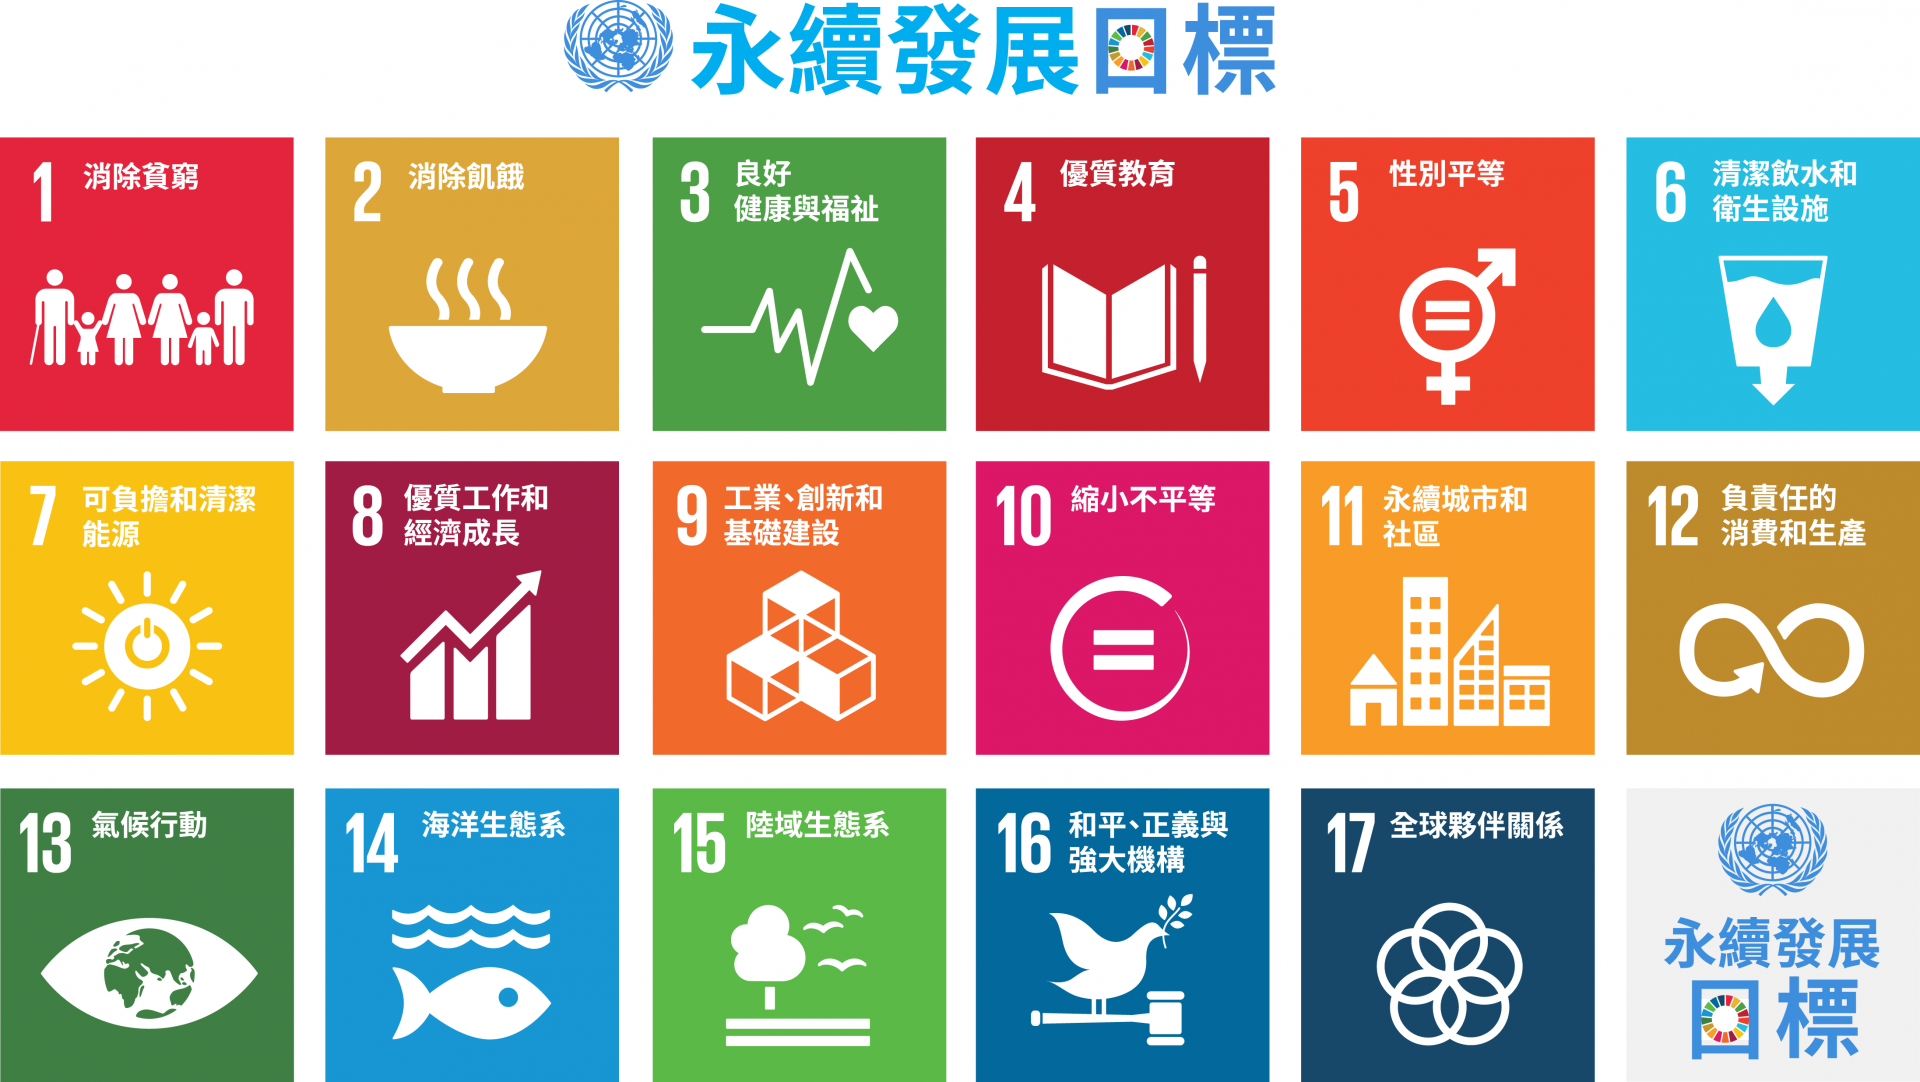 永續發展目標
1 消除貧窮
2 消除飢餓
3 良好
健康與福祉
4 優質教育
5 性別平等
6 清潔飲水和
衛生設施
7 可負擔和清潔
能源
8 優質工作和
經濟成長
9 工業、創新和
基礎建設
10 縮小不平等
11 永續城市和
社區
12 負責任的
消費和生產
13 氣候行動
14 海洋生態系
15 陸域生態系
16 和平、正義與
強大機構
17 全球夥伴關係
永續發展
目標